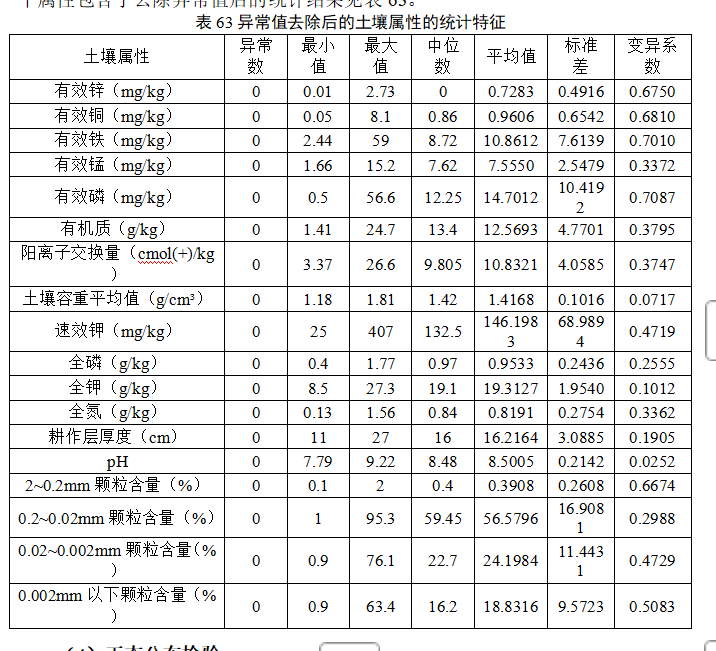 表 63 异常值去除后的土壤属性的统计特征
土壤属性 异常数 最小值 最大值 中位数 平均值 标准差 变异系数
有效锌（mg/kg） 0 0.01 2.73 0 0.7283 0.4916 0.6750
有效铜（mg/kg） 0 0.05 8.1 0.86 0.9606 0.6542 0.6810
有效铁（mg/kg） 0 2.44 59 8.72 10.8612 7.6139 0.7010
有效锰（mg/kg） 0 1.66 15.2 7.62 7.5550 2.5479 0.3372
有效磷（mg/kg） 0 0.5 56.6 12.25 14.7012 10.4192 0.7087
有机质（g/kg） 0 1.41 24.7 13.4 12.5693 4.7701 0.3795
阳离子交换量（cmol(+)/kg） 0 3.37 26.6 9.805 10.8321 4.0585 0.3747
土壤容重平均值（g/cm³） 0 1.18 1.81 1.42 1.4168 0.1016 0.0717
速效钾（mg/kg） 0 25 407 132.5 146.1983 68.9894 0.4719
全磷（g/kg） 0 0.4 1.77 0.97 0.9533 0.2436 0.2555
全钾（g/kg） 0 8.5 27.3 19.1 19.3127 1.9540 0.1012
全氮（g/kg） 0 0.13 1.56 0.84 0.8191 0.2754 0.3362
耕作层厚度（cm） 0 11 27 16 16.2164 3.0885 0.1905
pH 0 7.79 9.22 8.48 8.5005 0.2142 0.0252
2~0.2mm 颗粒含量（%） 0 0.1 2 0.4 0.3908 0.2608 0.6674
0.2~0.02mm 颗粒含量（%） 0 1 95.3 59.45 56.5796 16.9081 0.2988
0.02~0.002mm 颗粒含量（%） 0 0.9 76.1 22.7 24.1984 11.4431 0.4729
0.002mm 以下颗粒含量（%） 0 0.9 63.4 16.2 18.8316 9.5723 0.5083